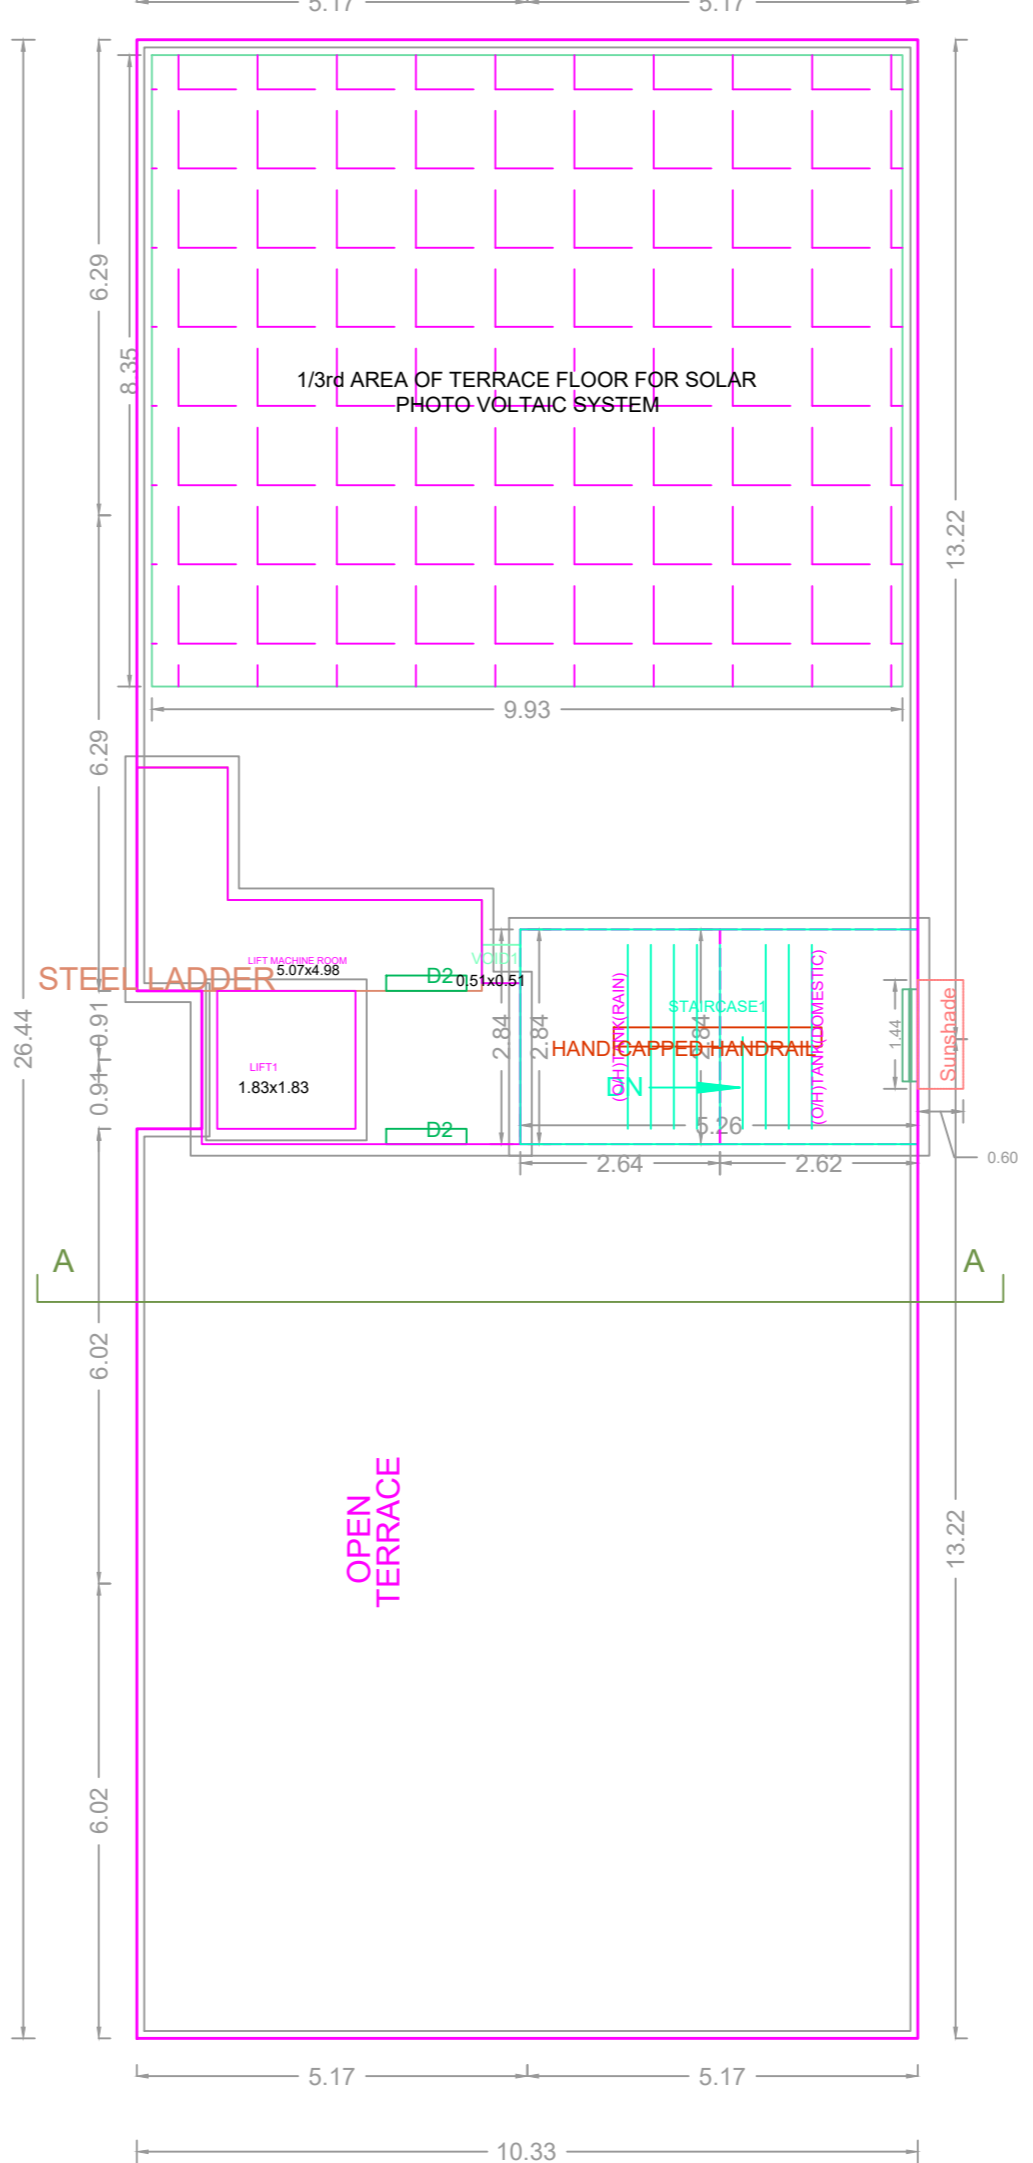 5.17
5.17
6.29
8.35
1/3rd AREA OF TERRACE FLOOR FOR SOLAR
PHOTO VOLTAIC SYSTEM
13.22
9.93
6.29
26.44
STEEL LADDER
LIFT MACHINE ROOM
5.07x4.98
D2
VOID1
0.51x0.51
0.91
0.91
LIFT1
1.83x1.83
D2
2.84
2.84
2.84
(O/H)TANK(RAIN)
STAIRCASE1
HANDICAPPED HANDRAIL
DN
(O/H)TANK(DOMESTIC)
1.44
Sunshade
5.26
2.64
2.62
0.60
A
A
6.02
OPEN
TERRACE
13.22
6.02
5.17
5.17
10.33